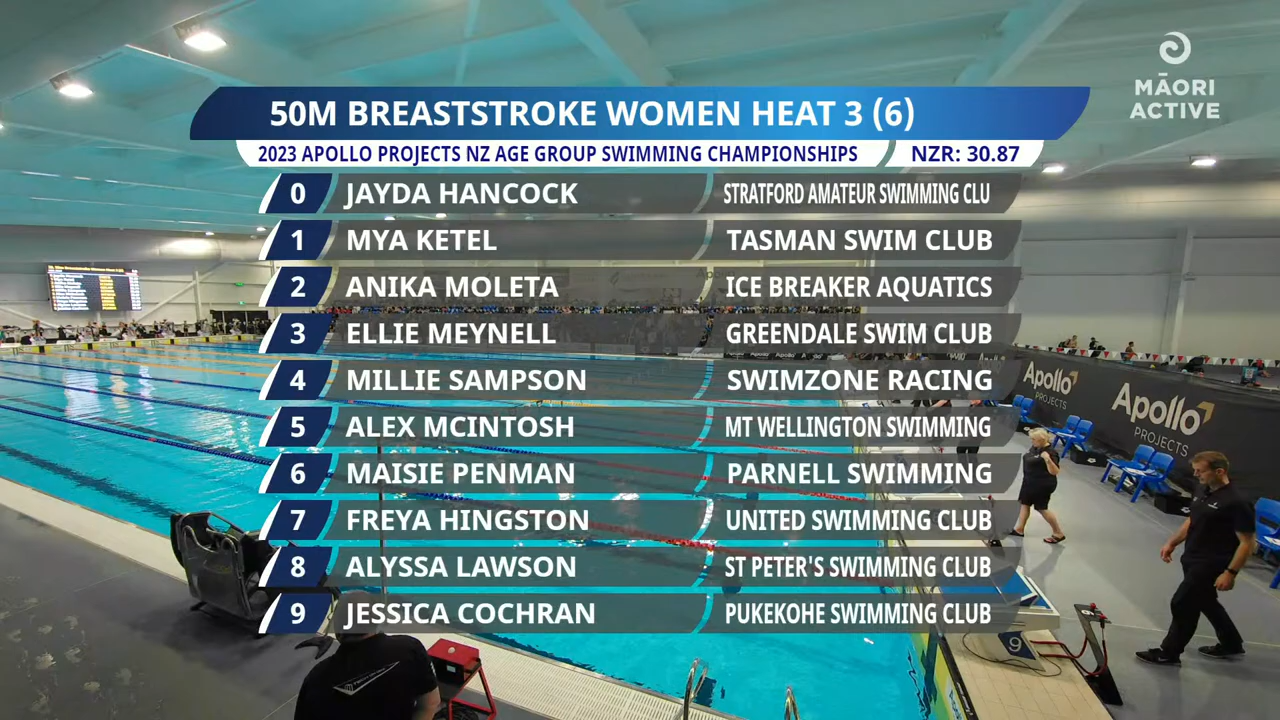 MĀORI
ACTIVE
50M BREASTSTROKE WOMEN HEAT 3 (6)
2023 APOLLO PROJECTS NZ AGE GROUP SWIMMING CHAMPIONSHIPS NZR: 30.87
0 JAYDA HANCOCK STRATFORD AMATEUR SWIMMING CLU
1 MYA KETEL TASMAN SWIM CLUB
2 ANIKA MOLETA ICE BREAKER AQUATICS
3 ELLIE MEYNELL GREENDALE SWIM CLUB
4 MILLIE SAMPSON SWIMZONE RACING
5 ALEX MCINTOSH MT WELLINGTON SWIMMING
6 MAISIE PENMAN PARNELL SWIMMING
7 FREYA HINGSTON UNITED SWIMMING CLUB
8 ALYSSA LAWSON ST PETER'S SWIMMING CLUB
9 JESSICA COCHRAN PUKEKOHE SWIMMING CLUB
Apollo
PROJECTS
Apollo
PROJECTS
9